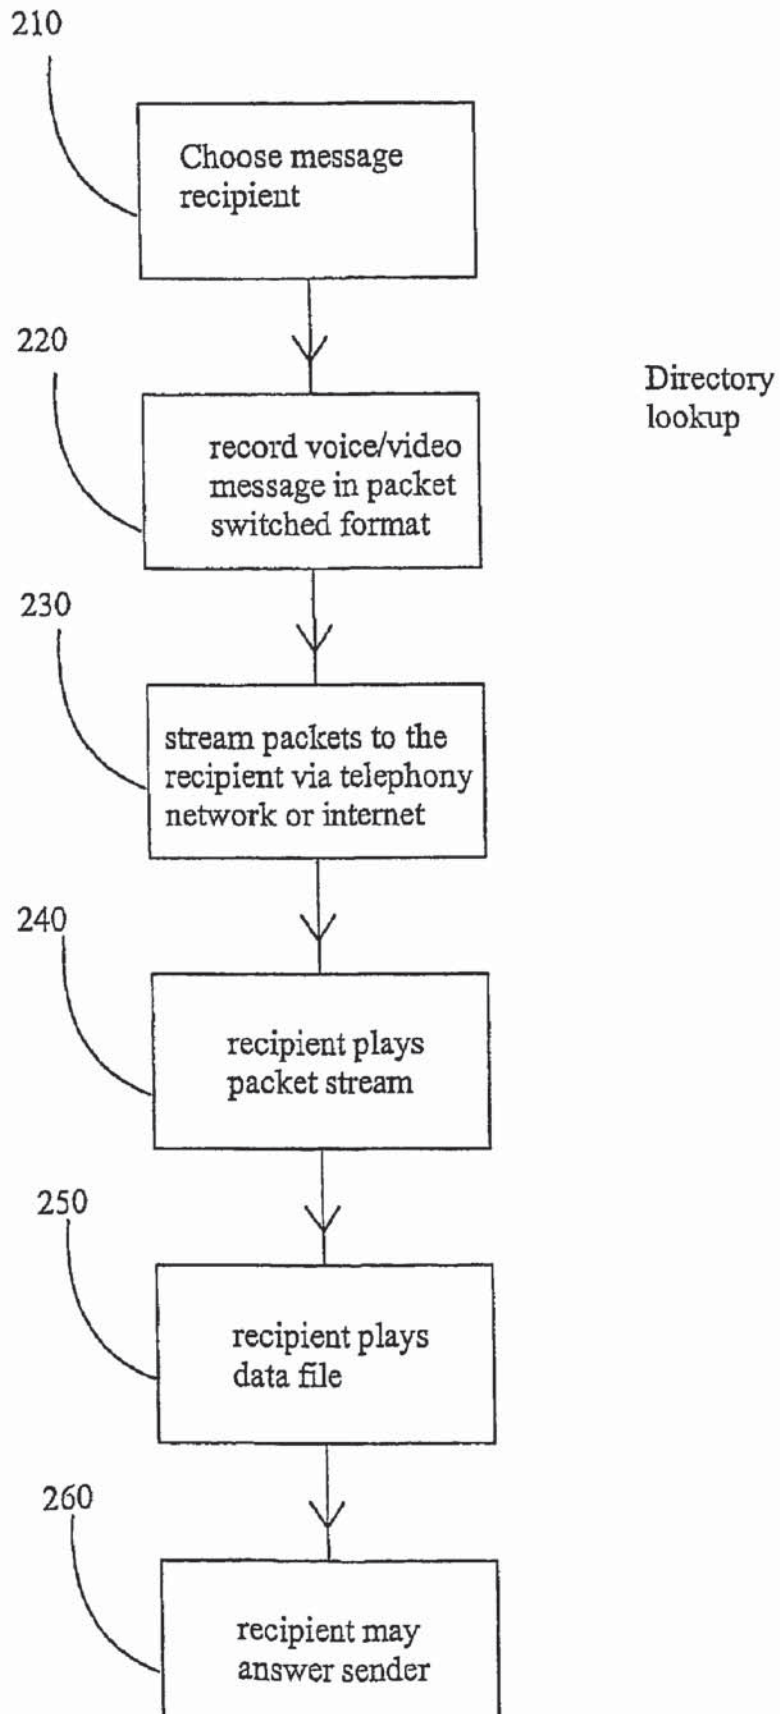 210
Choose message
recipient
220
Directory
lookup
record voice/video
message in packet
switched format
230
stream packets to the
recipient via telephony
network or internet
240
recipient plays
packet stream
250
recipient plays
data file
260
recipient may
answer sender